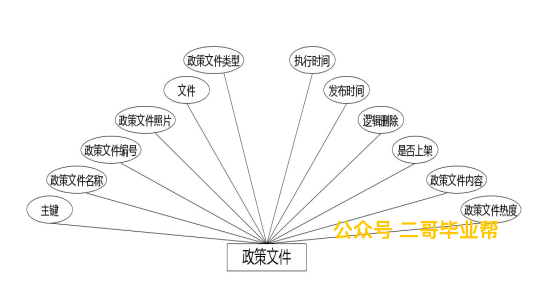 政策文件类型
执行时间
文件
发布时间
政策文件照片
逻辑删除
政策文件编号
是否上架
政策文件名称
政策文件内容
主键
政策文件热度
公众号 二哥毕业帮
政策文件